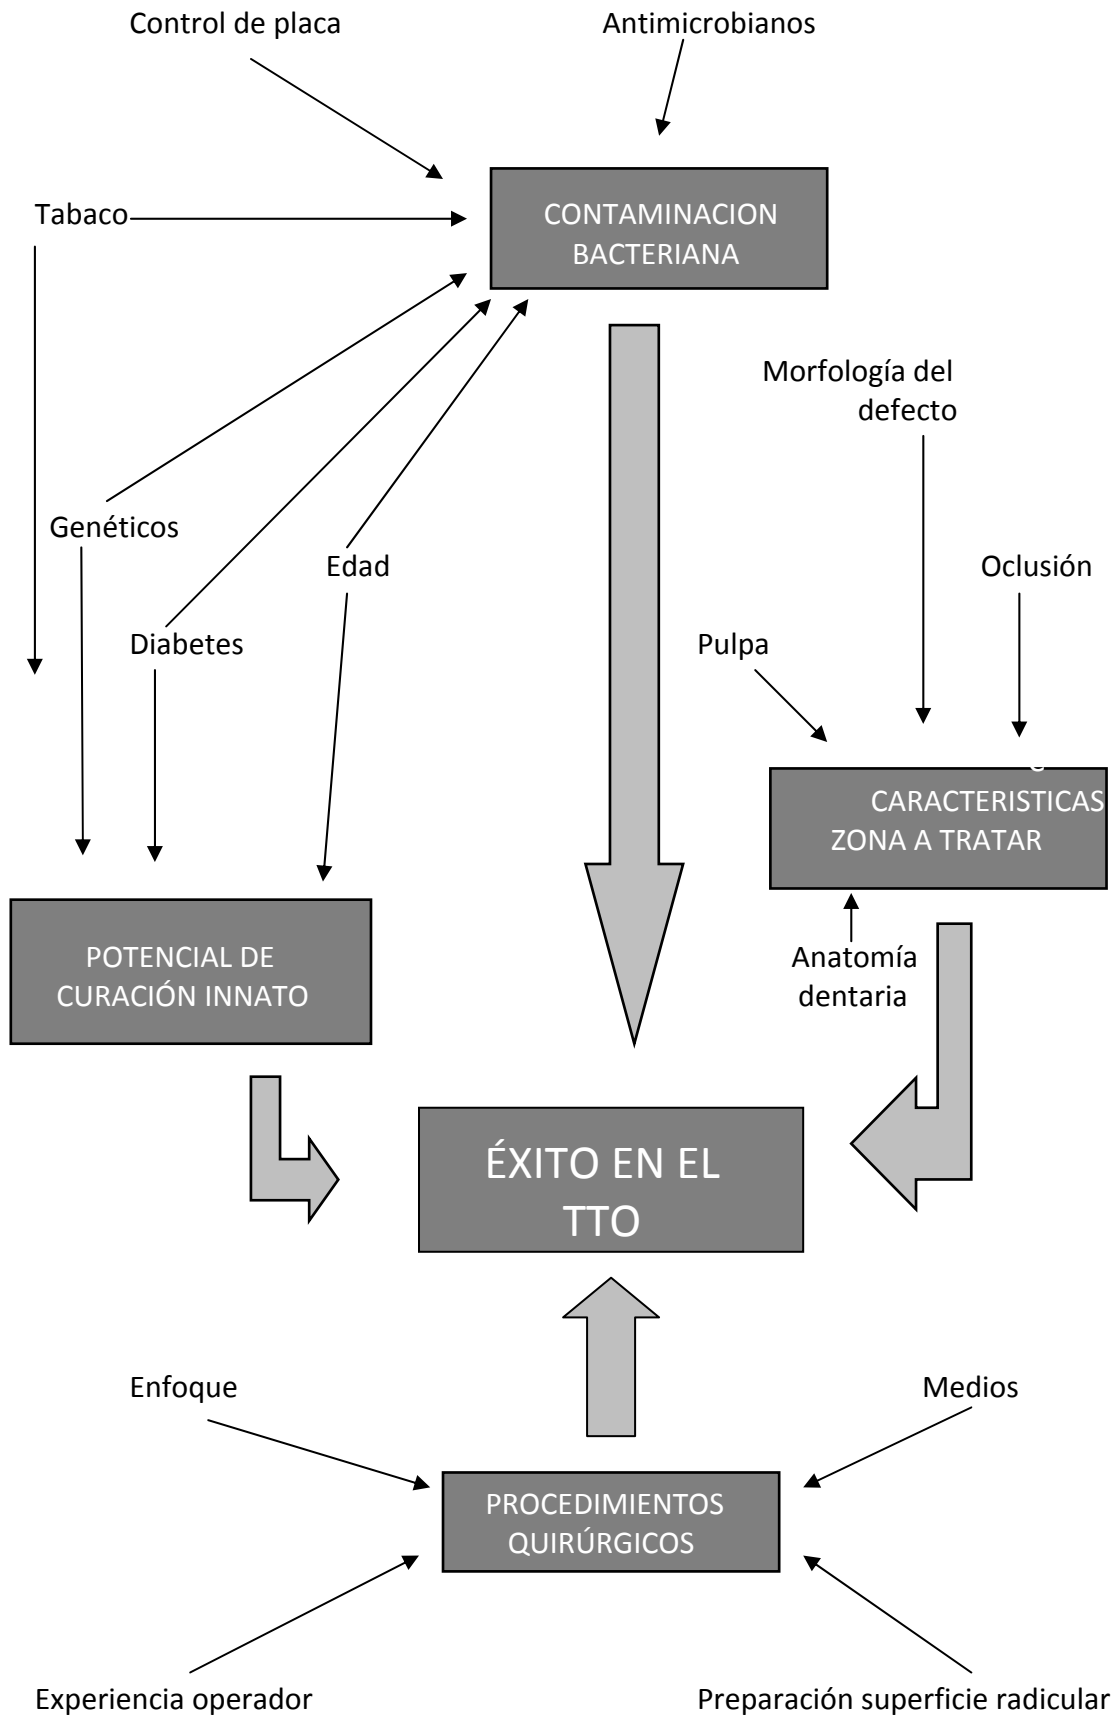 Control de placa
Antimicrobianos
CONTAMINACION
BACTERIANA
Tabaco
Morfología del
defecto
Genéticos
Edad
Oclusión
Diabetes
Pulpa
CARACTERISTICAS
ZONA A TRATAR
POTENCIAL DE
CURACIÓN INNATO
Anatomía
dentaria
ÉXITO EN EL
TTO
Enfoque
Medios
PROCEDIMIENTOS
QUIRÚRGICOS
Experiencia operador
Preparación superficie radicular